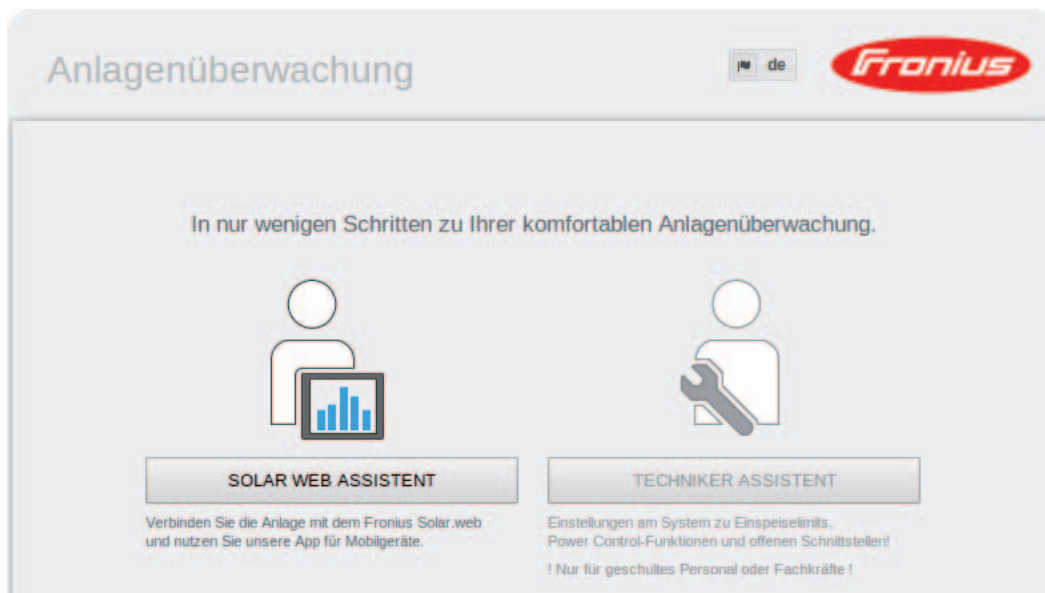 Anlagenüberwachung
de
Fronius
In nur wenigen Schritten zu Ihrer komfortablen Anlagenüberwachung.
SOLAR WEB ASSISTENT
Verbinden Sie die Anlage mit dem Fronius Solar.web
und nutzen Sie unsere App für Mobilgeräte.
TECHNIKER ASSISTENT
Einstellungen am System zu Einspeiselimits,
Power Control-Funktionen und offenen Schnittstellen!
! Nur für geschultes Personal oder Fachkräfte !